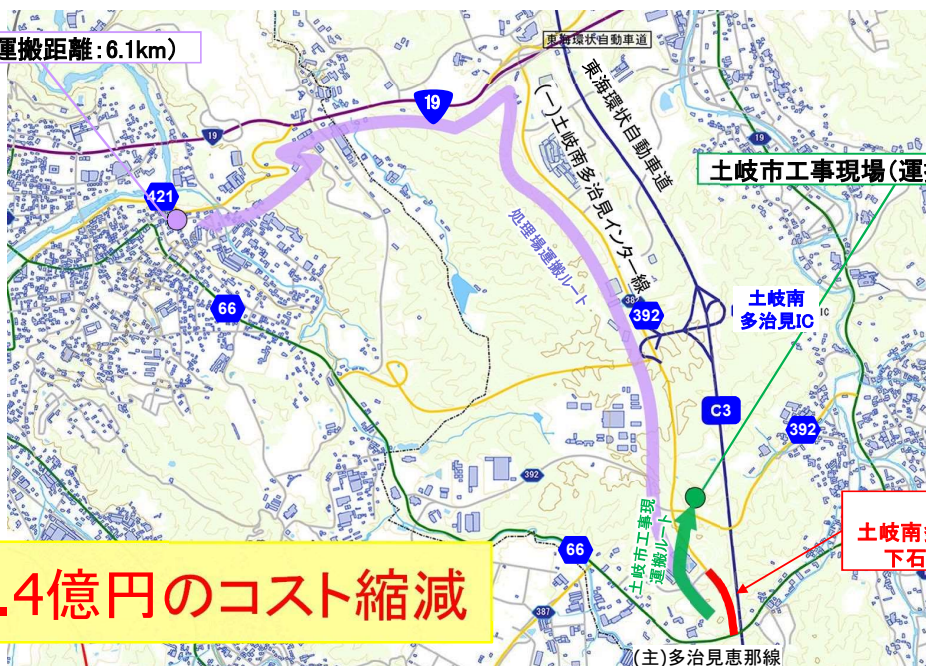 運搬距離:6.1km)
東海環状自動車道
東海環状自動車道
(一)土岐南多治見インター線
19
19
19
土岐市工事現場(運
421
処理場運搬ルート
土岐南
多治見IC
IC
66
392
C3
392
392
土岐市工事現
運搬ルート
土岐南
下石
66
.4億円のコスト縮減
387
(主)多治見恵那線